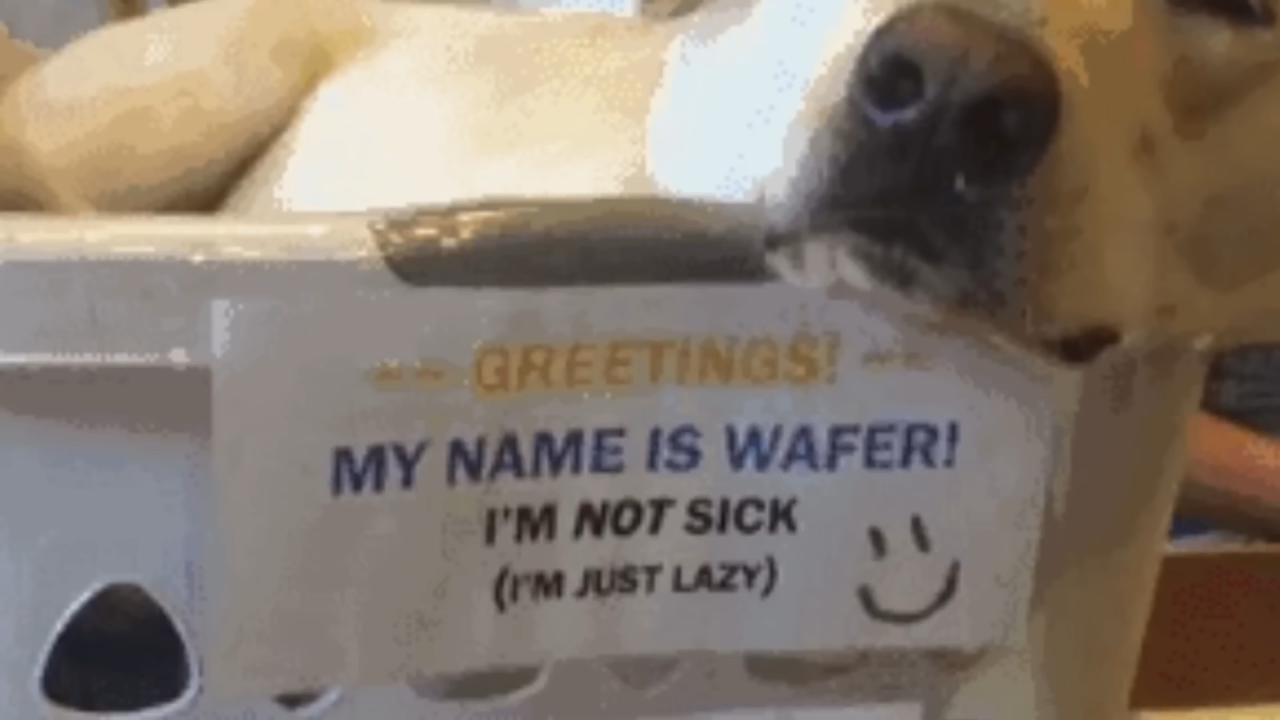 -- GREETINGS! --
MY NAME IS WAFER!
I'M NOT SICK
(I'M JUST LAZY)